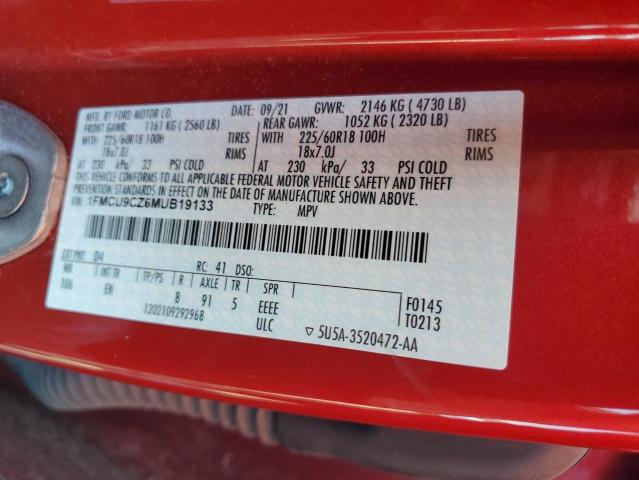 MFD. BY FORD MOTOR CO. DATE: 09/21 GVWR: 2146 KG ( 4730 LB)
FRONT GAWR: 1161 KG ( 2560 LB) REAR GAWR: 1052 KG ( 2320 LB)
WITH 225/60R18 100H TIRES WITH 225/60R18 100H TIRES
18x7.0J RIMS 18x7.0J RIMS
AT 230 kPa/ 33 PSI COLD AT 230 kPa/ 33 PSI COLD
THIS VEHICLE CONFORMS TO ALL APPLICABLE FEDERAL MOTOR VEHICLE SAFETY AND THEFT
PREVENTION STANDARDS IN EFFECT ON THE DATE OF MANUFACTURE SHOWN ABOVE.
VIN: 1FMCU9CZ6MUB19133 TYPE: MPV
EXT PNT: D4 RC: 41 DSO:
WB INT TR TP/PS R AXLE TR SPR
106 EN 8 91 5 EEEE F0145
1202109292968 ULC T0213
▽ 5U5A-3520472-AA